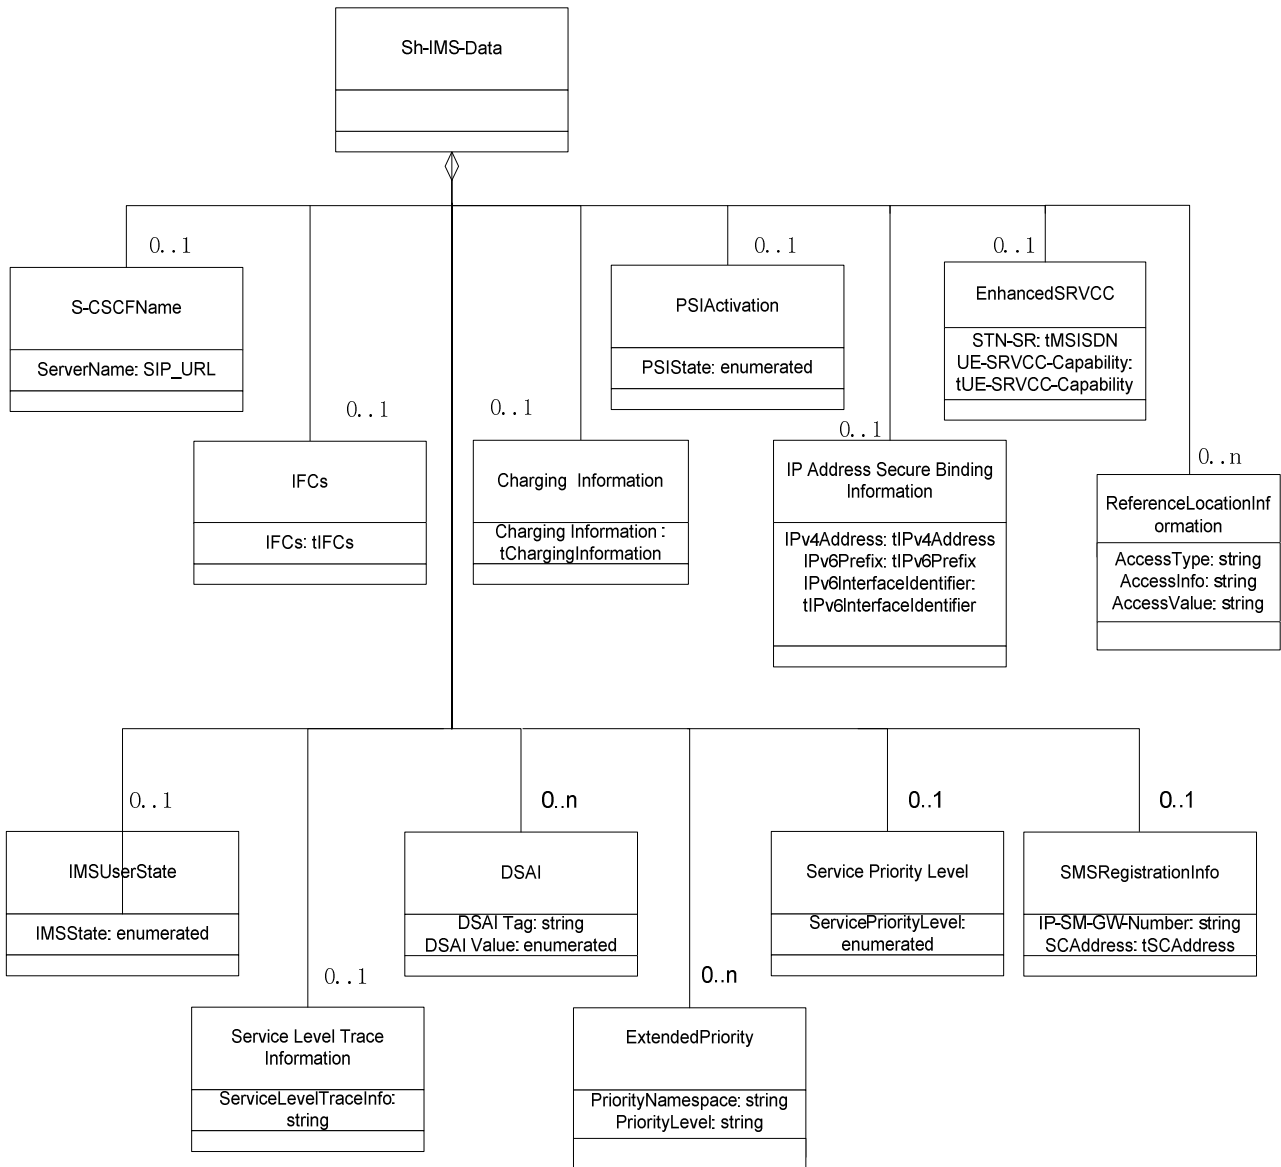 Sh-IMS-Data
0..1
S-CSCFName
ServerName: SIP_URL
0..1
IFCs
IFCs: tIFCs
0..1
Charging Information
Charging Information :
tChargingInformation
0..1
PSIActivation
PSIState: enumerated
0..1
IP Address Secure Binding
Information
IPv4Address: tIPv4Address
IPv6Prefix: tIPv6Prefix
IPv6InterfaceIdentifier:
tIPv6InterfaceIdentifier
0..1
EnhancedSRVCC
STN-SR: tMSISDN
UE-SRVCC-Capability:
tUE-SRVCC-Capability
0..n
ReferenceLocationInf
ormation
AccessType: string
AccessInfo: string
AccessValue: string
0..1
IMSUserState
IMSState: enumerated
0..1
Service Level Trace
Information
ServiceLevelTraceInfo:
string
0..n
DSAI
DSAI Tag: string
DSAI Value: enumerated
0..n
ExtendedPriority
PriorityNamespace: string
PriorityLevel: string
0..1
Service Priority Level
ServicePriorityLevel:
enumerated
0..1
SMSRegistrationInfo
IP-SM-GW-Number: string
SCAddress: tSCAddress